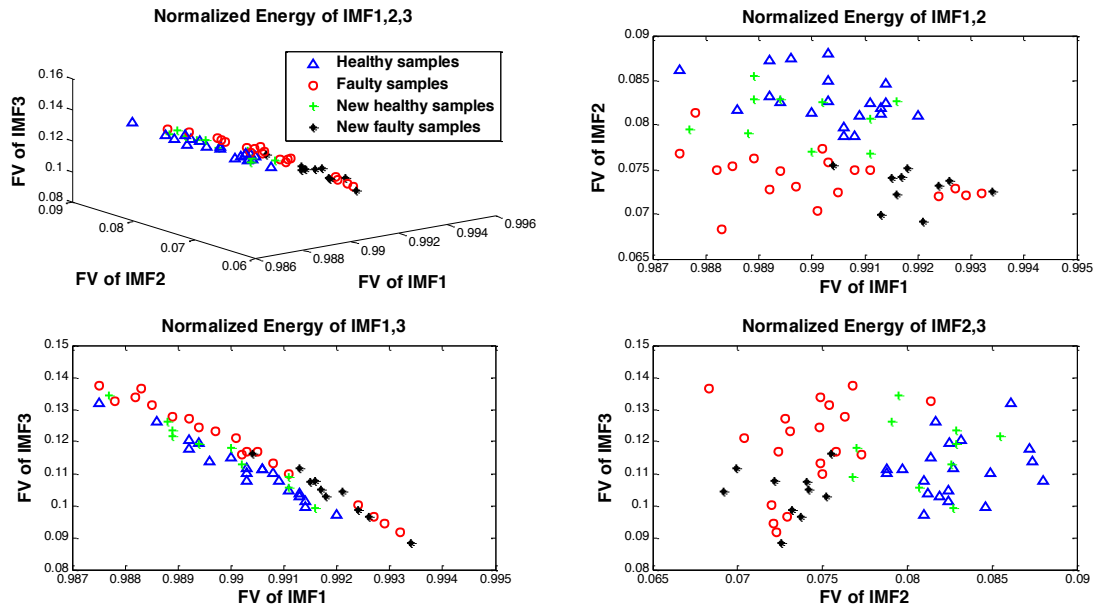 Normalized Energy of IMF1,2,3
Healthy samples
Faulty samples
New healthy samples
New faulty samples
0.16
0.14
0.12
0.1
0.08
FV of IMF3
0.09
0.08
0.07
0.06
FV of IMF2
0.986
0.988
0.99
0.992
0.994
0.996
FV of IMF1
Normalized Energy of IMF1,2
0.09
0.085
0.08
0.075
0.07
0.065
FV of IMF2
0.987 0.988 0.989 0.99 0.991 0.992 0.993 0.994 0.995
FV of IMF1
Normalized Energy of IMF1,3
0.15
0.14
0.13
0.12
0.11
0.1
0.09
0.08
FV of IMF3
0.987 0.988 0.989 0.99 0.991 0.992 0.993 0.994 0.995
FV of IMF1
Normalized Energy of IMF2,3
0.15
0.14
0.13
0.12
0.11
0.1
0.09
0.08
FV of IMF3
0.065 0.07 0.075 0.08 0.085 0.09
FV of IMF2